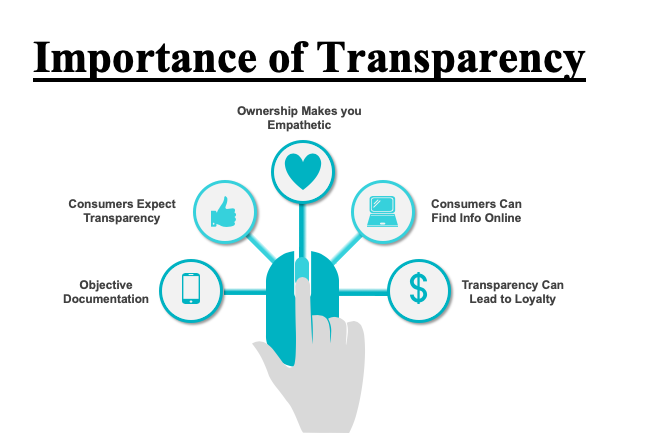 Importance of Transparency
Ownership Makes you
Empathetic
Consumers Expect
Transparency
Consumers Can
Find Info Online
Objective
Documentation
$
Transparency Can
Lead to Loyalty